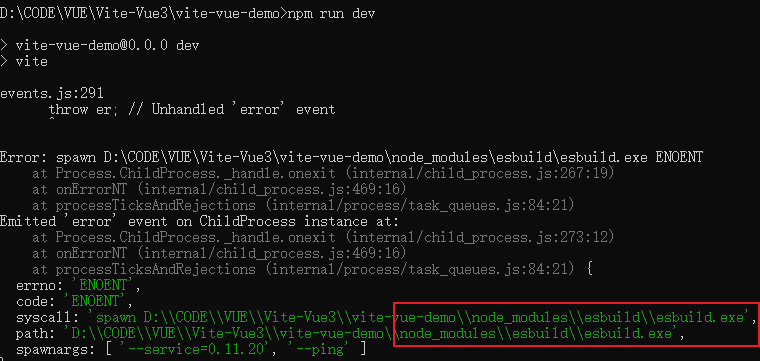 D:\CODE\VUE\Vite-Vue3\vite-vue-demo>npm run dev
> vite-vue-demo@0.0.0 dev
> vite
events.js:291
throw er; // Unhandled 'error' event
^
Error: spawn D:\CODE\VUE\Vite-Vue3\vite-vue-demo\node_modules\esbuild\esbuild.exe ENOENT
at Process.ChildProcess._handle.onexit (internal/child_process.js:267:19)
at onErrorNT (internal/child_process.js:469:16)
at processTicksAndRejections (internal/process/task_queues.js:84:21)
Emitted 'error' event on ChildProcess instance at:
at Process.ChildProcess._handle.onexit (internal/child_process.js:273:12)
at onErrorNT (internal/child_process.js:469:16)
at processTicksAndRejections (internal/process/task_queues.js:84:21) {
errno: 'ENOENT',
code: 'ENOENT',
syscall: 'spawn D:\\CODE\\VUE\\Vite-Vue3\\vite-vue-demo\\node_modules\\esbuild\\esbuild.exe',
path: 'D:\\CODE\\VUE\\Vite-Vue3\\vite-vue-demo\\node_modules\\esbuild\\esbuild.exe',
spawnargs: [ '--service=0.11.20', '--ping' ]